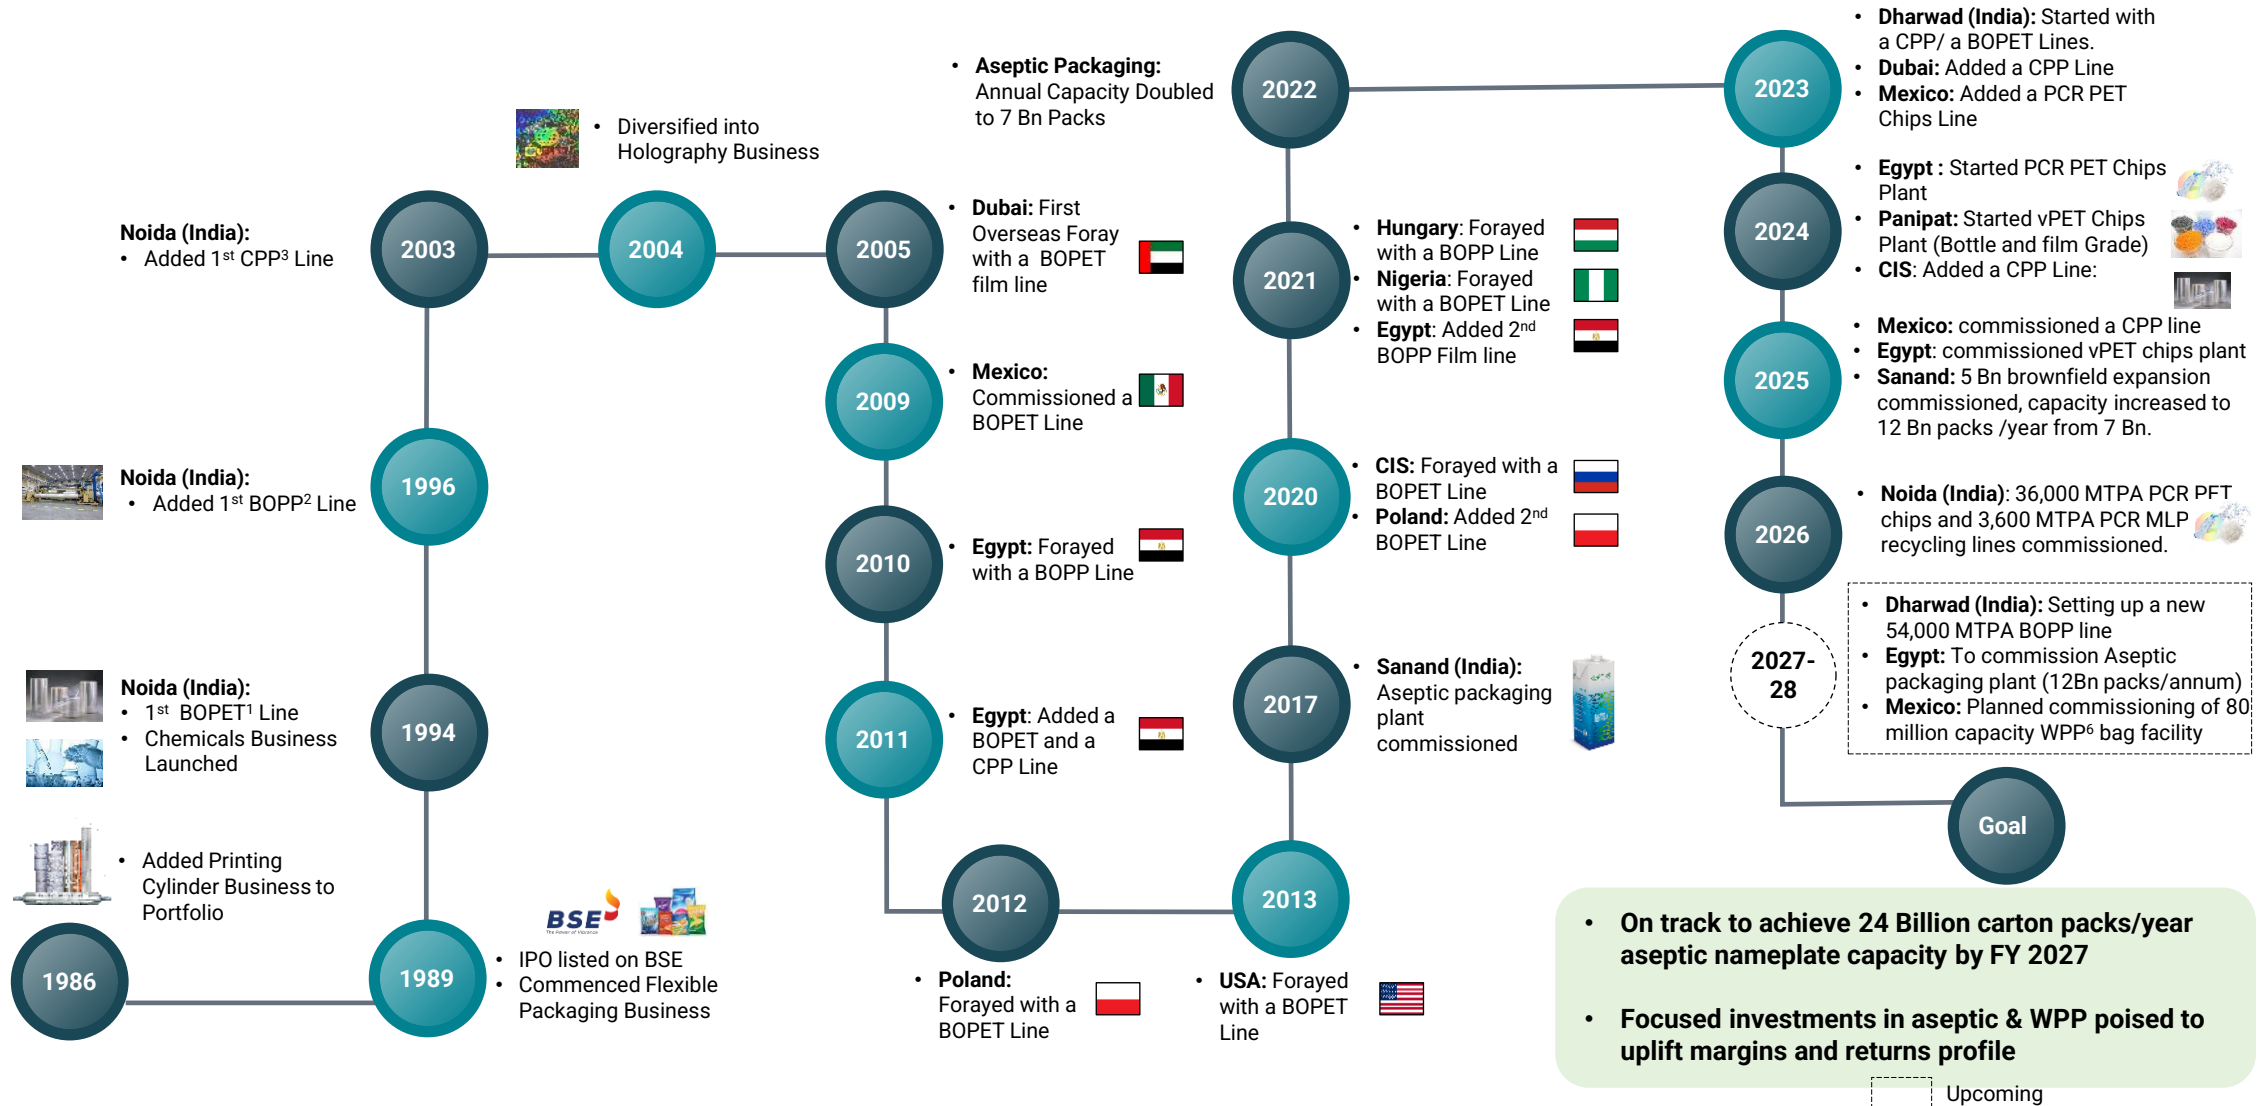 1986
• Added Printing
Cylinder Business to
Portfolio
1989
BSE
The Power of Vibrance
• IPO listed on BSE
• Commenced Flexible
Packaging Business
1994
Noida (India):
• 1st BOPET1 Line
• Chemicals Business
Launched
1996
Noida (India):
• Added 1st BOPP2 Line
2003
Noida (India):
• Added 1st CPP3 Line
2004
• Diversified into
Holography Business
2005
• Dubai: First
Overseas Foray
with a BOPET
film line
2009
• Mexico:
Commissioned a
BOPET Line
2010
• Egypt: Forayed
with a BOPP Line
2011
• Egypt: Added a
BOPET and a
CPP Line
2012
• Poland:
Forayed with a
BOPET Line
2013
• USA: Forayed
with a BOPET
Line
2017
• Sanand (India):
Aseptic packaging
plant
commissioned
2020
• CIS: Forayed with a
BOPET Line
• Poland: Added 2nd
BOPET Line
2021
• Hungary: Forayed
with a BOPP Line
• Nigeria: Forayed
with a BOPET Line
• Egypt: Added 2nd
BOPP Film line
2022
• Aseptic Packaging:
Annual Capacity Doubled
to 7 Bn Packs
2023
• Dharwad (India): Started with
a CPP/ a BOPET Lines.
• Dubai: Added a CPP Line
• Mexico: Added a PCR PET
Chips Line
2024
• Egypt : Started PCR PET Chips
Plant
• Panipat: Started vPET Chips
Plant (Bottle and film Grade)
• CIS: Added a CPP Line:
2025
• Mexico: commissioned a CPP line
• Egypt: commissioned vPET chips plant
• Sanand: 5 Bn brownfield expansion
commissioned, capacity increased to
12 Bn packs /year from 7 Bn.
2026
• Noida (India): 36,000 MTPA PCR PET
chips and 3,600 MTPA PCR MLP
recycling lines commissioned.
2027-
28
• Dharwad (India): Setting up a new
54,000 MTPA BOPP line
• Egypt: To commission Aseptic
packaging plant (12Bn packs/annum)
• Mexico: Planned commissioning of 80
million capacity WPP6 bag facility
Goal
• On track to achieve 24 Billion carton packs/year
aseptic nameplate capacity by FY 2027
• Focused investments in aseptic & WPP poised to
uplift margins and returns profile
Upcoming